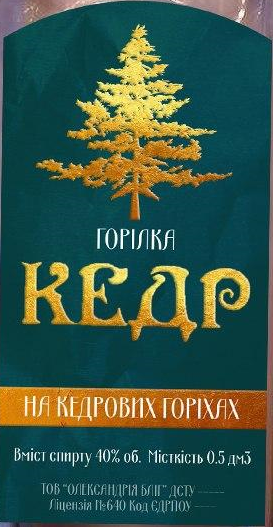 ГОРІЛКА
КЕДР
НА КЕДРОВИХ ГОРІХАХ
Вміст спирту 40% об. Місткість 0.5 дм3
ТОВ "ОЛЕКСАНДРІЯ БЛІГ" ДСТУ
Ліцензія №640 Код ЄДРПОУ